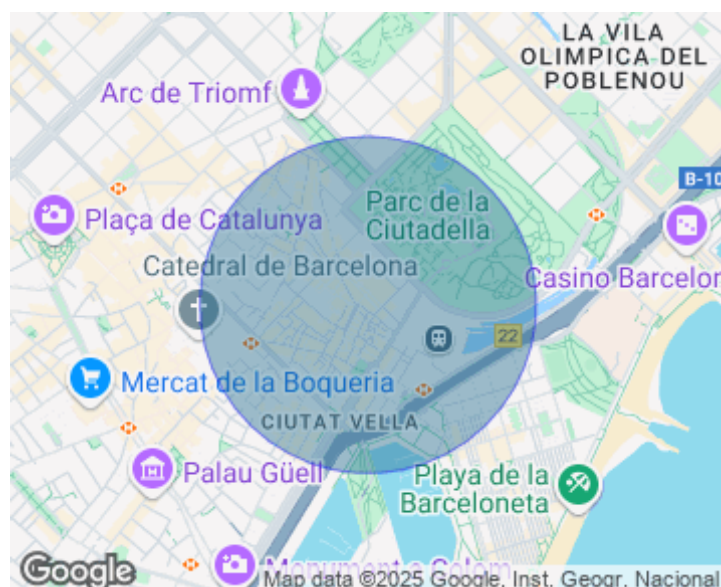 LA VILA
OLIMPICA DEL
POBLENOU
Arc de Triomf
B-10
Parc de la
Ciutadella
Plaça de Catalunya
Catedral de Barcelona
Casino Barcelon
22
Mercat de la Boqueria
CIUTAT VELLA
Palau Güell
Playa de la
Barceloneta
Monument a Colom
Google
Map data ©2025 Google, Inst. Geogr. Nacional